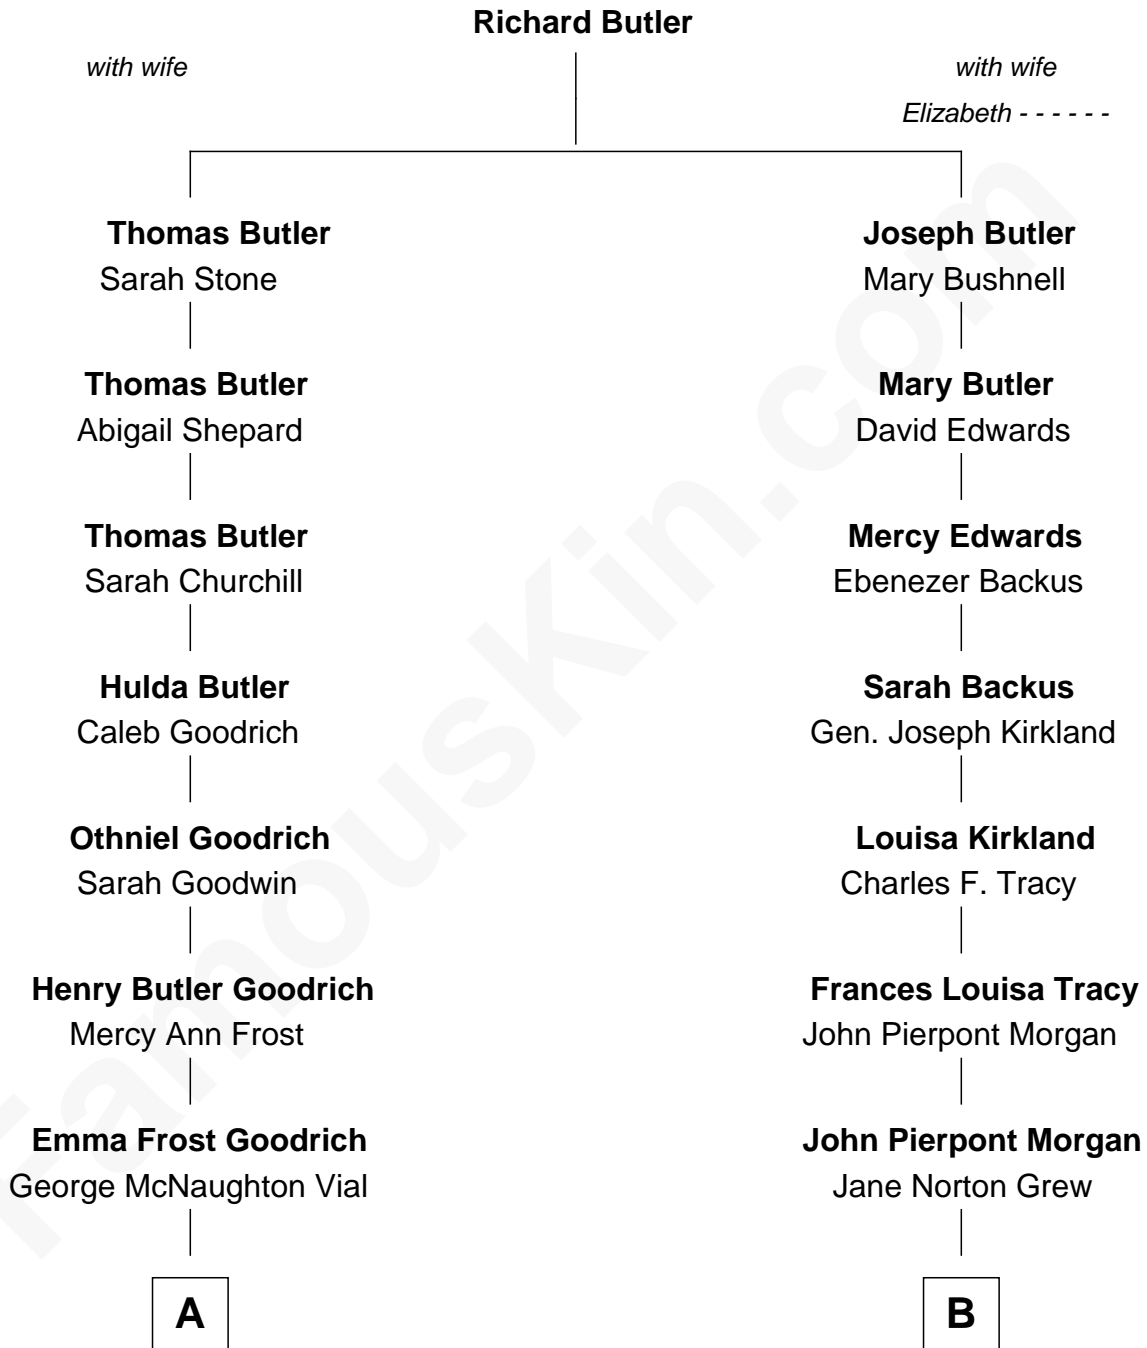 Richard Butler
with wife
with wife
Elizabeth - - - - - -
Thomas Butler
Sarah Stone
Joseph Butler
Mary Bushnell
Thomas Butler
Abigail Shepard
Mary Butler
David Edwards
Thomas Butler
Sarah Churchill
Mercy Edwards
Ebenezer Backus
Hulda Butler
Caleb Goodrich
Sarah Backus
Gen. Joseph Kirkland
Othniel Goodrich
Sarah Goodwin
Louisa Kirkland
Charles F. Tracy
Henry Butler Goodrich
Mercy Ann Frost
Frances Louisa Tracy
John Pierpont Morgan
Emma Frost Goodrich
George McNaughton Vial
John Pierpont Morgan
Jane Norton Grew
A
B
FamousKin.com